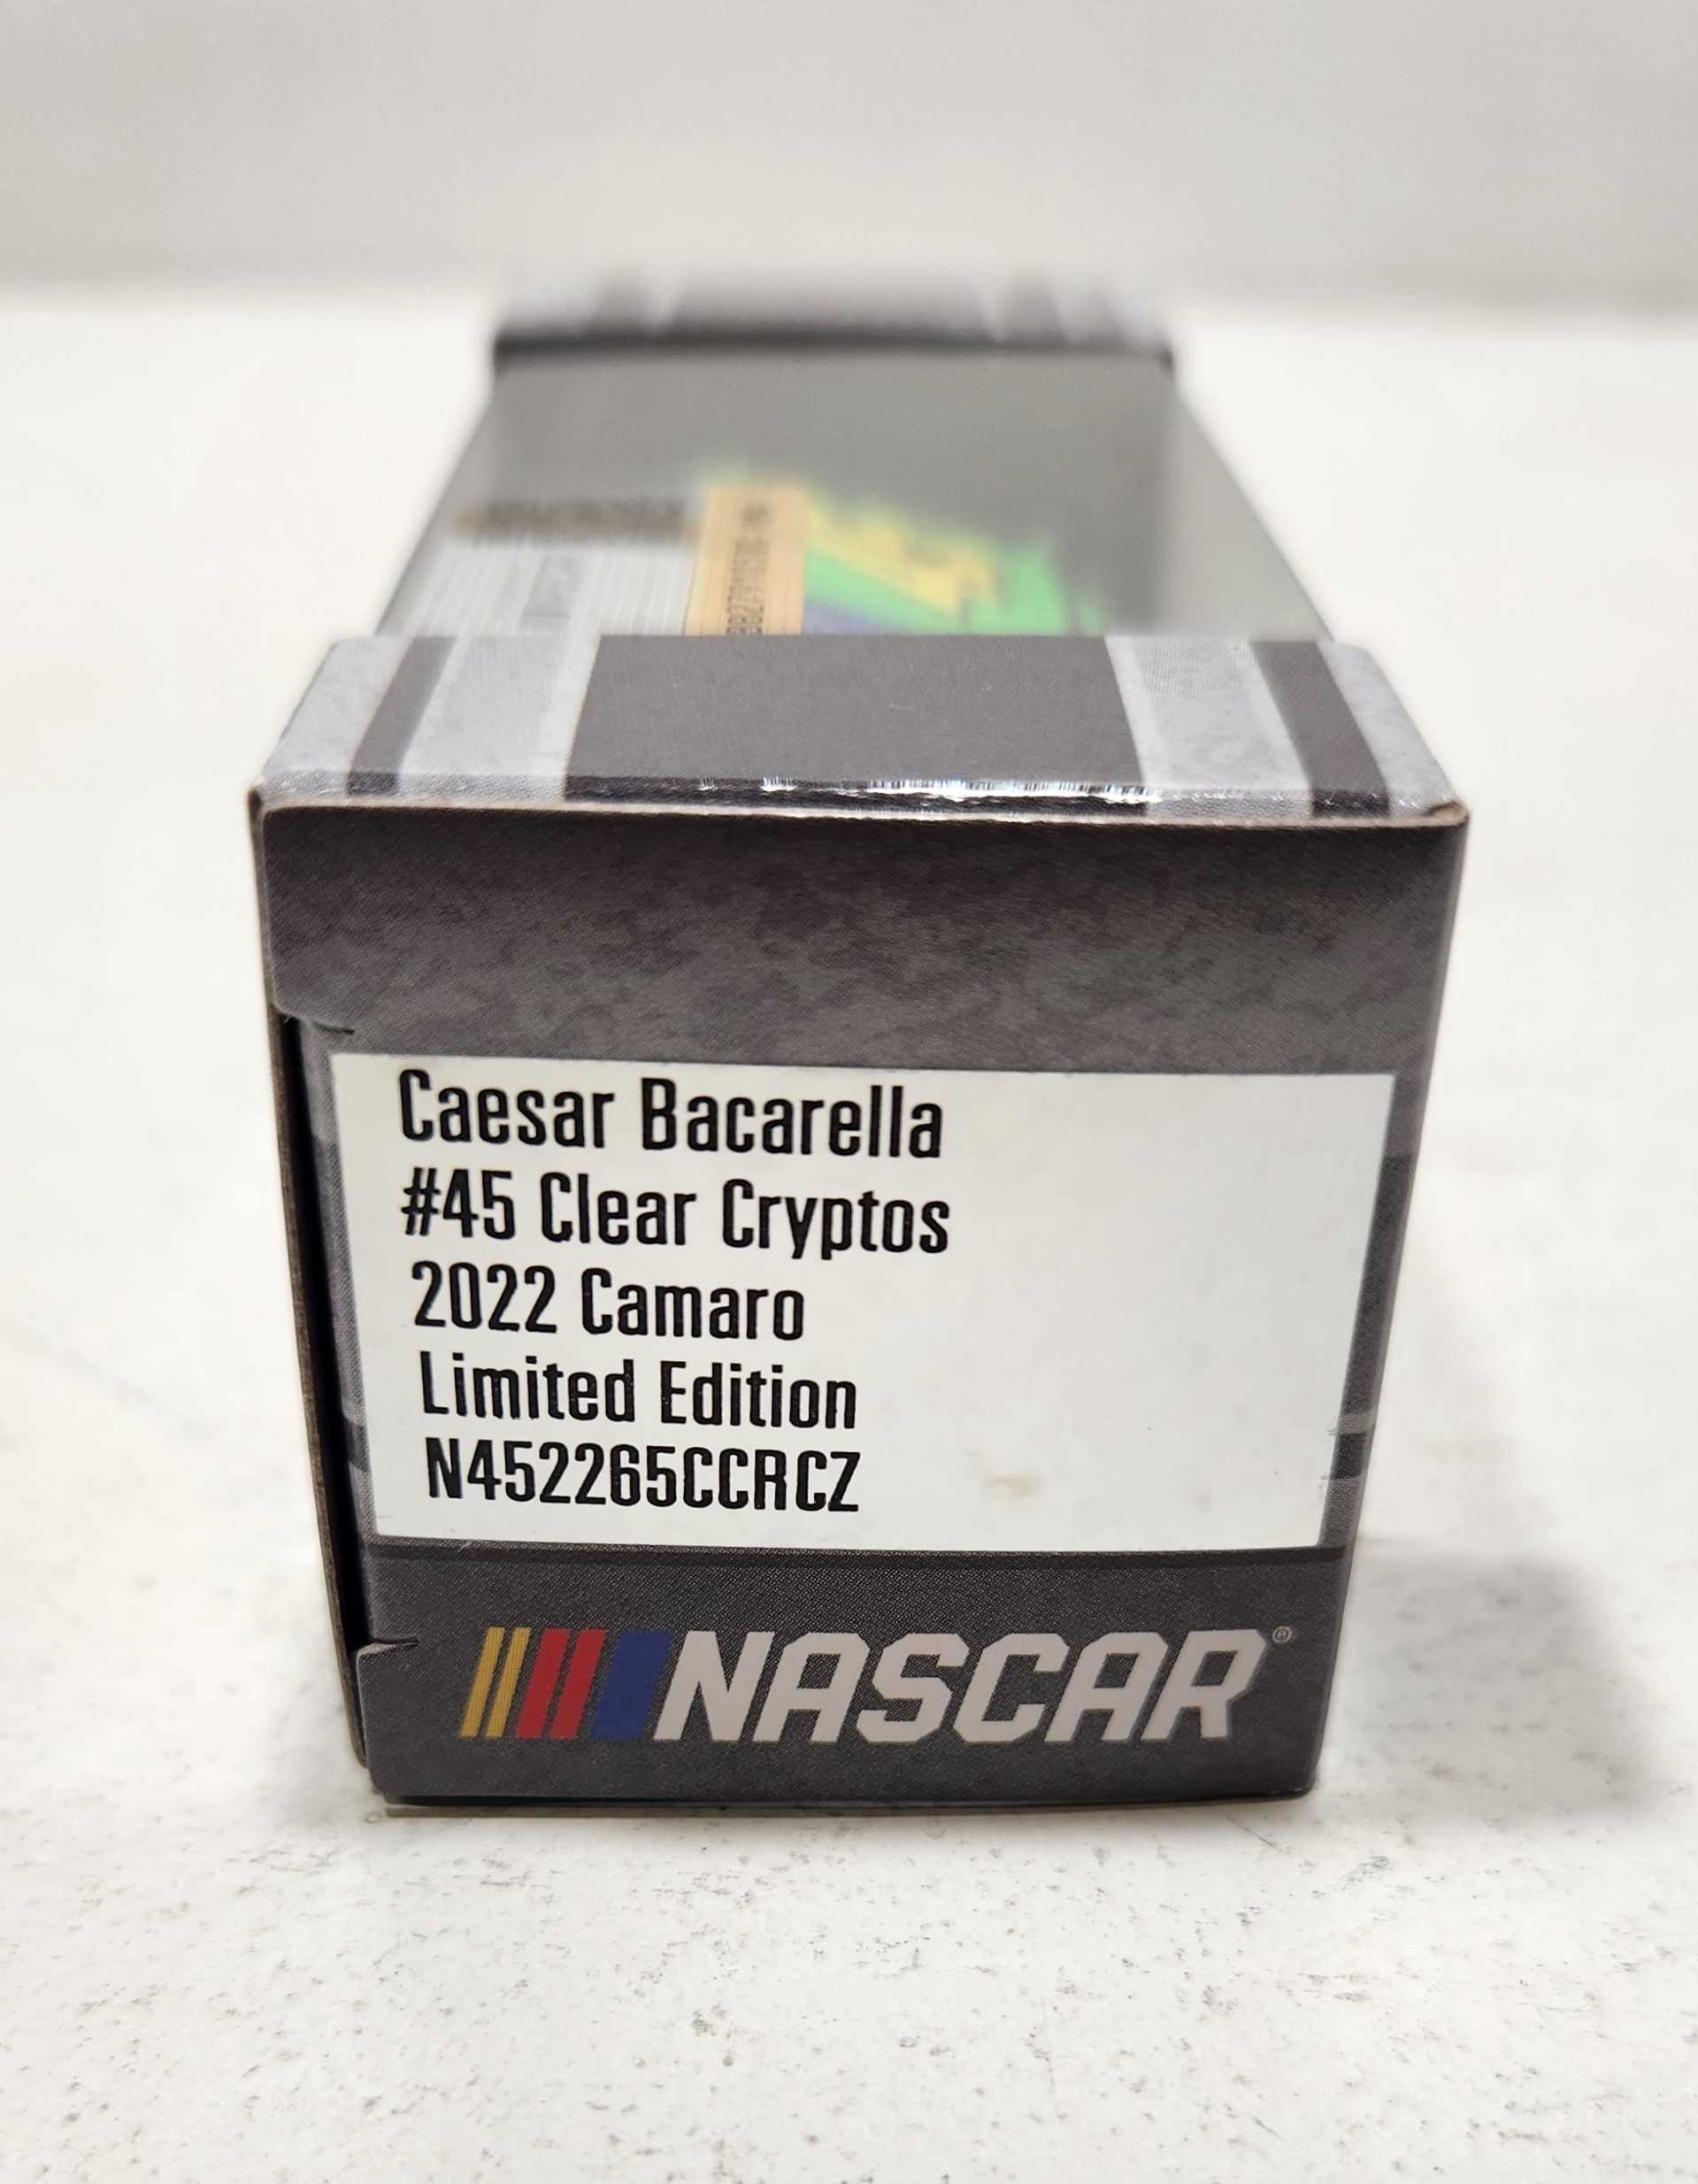 Caesar Bacarella
#45 Clear Cryptos
2022 Camaro
Limited Edition
N452265CCRCZ
NASCAR®